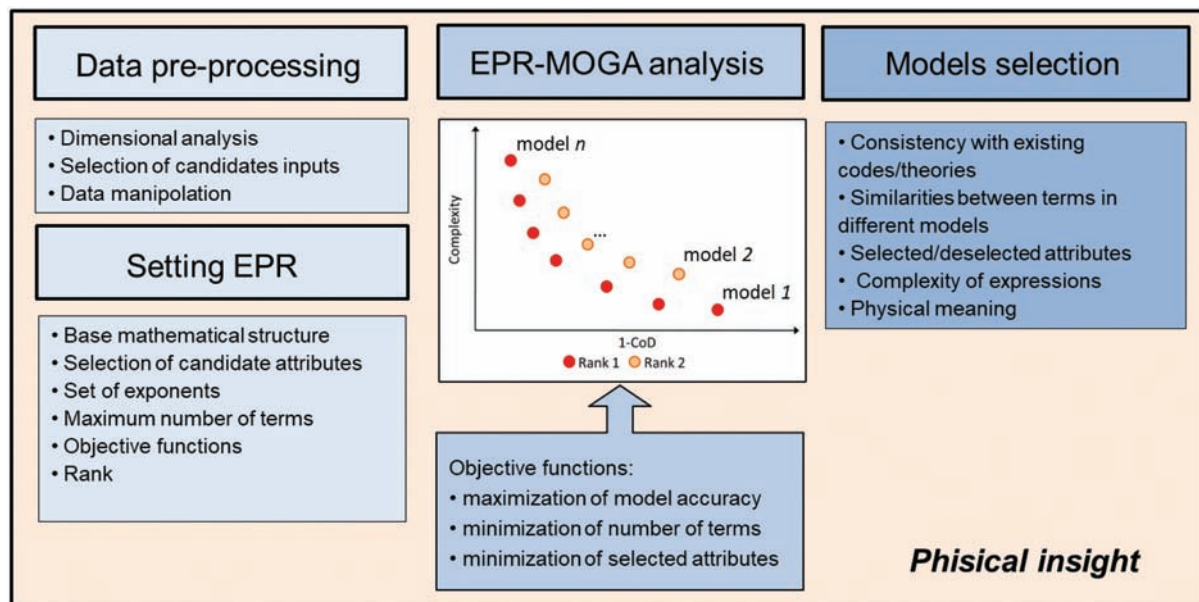 Data pre-processing
• Dimensional analysis
• Selection of candidates inputs
• Data manipolation
Setting EPR
• Base mathematical structure
• Selection of candidate attributes
• Set of exponents
• Maximum number of terms
• Objective functions
• Rank
EPR-MOGA analysis
model n
...
model 2
model 1
Complexity
1-CoD
Rank 1 Rank 2
Objective functions:
• maximization of model accuracy
• minimization of number of terms
• minimization of selected attributes
Models selection
• Consistency with existing
codes/theories
• Similarities between terms in
different models
• Selected/deselected attributes
• Complexity of expressions
• Physical meaning
Phisical insight